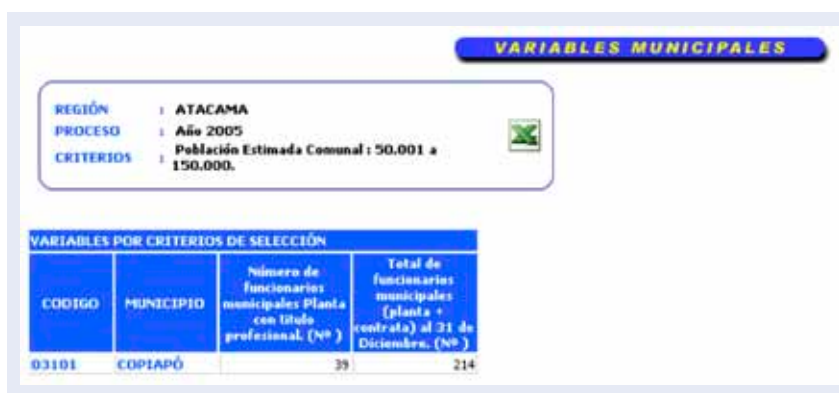 VARIABLES MUNICIPALES
REGIÓN : ATACAMA
PROCESO : Año 2005
CRITERIOS : Población Estimada Comunal : 50.001 a
150.000.
VARIABLES POR CRITERIOS DE SELECCIÓN
CODIGO
MUNICIPIO
Número de
funcionarios
municipales Planta
con título
profesional. (Nº )
Total de
funcionarios
municipales
(planta +
contrata) al 31 de
Diciembre. (Nº )
03101 COPIAPÓ 39 214